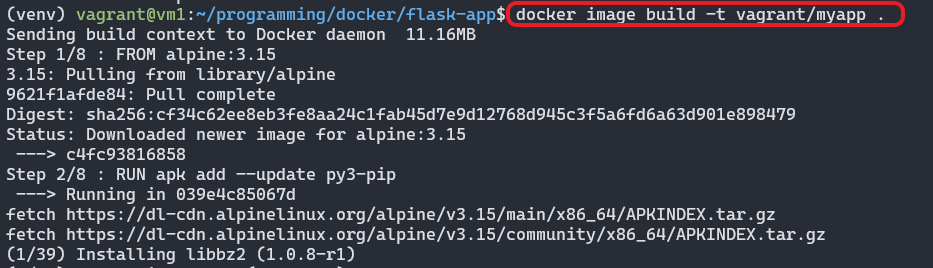 (venv) vagrant@vm1:~/programming/docker/flask-app$ docker image build -t vagrant/myapp .
Sending build context to Docker daemon  11.16MB
Step 1/8 : FROM alpine:3.15
3.15: Pulling from library/alpine
9621f1afde84: Pull complete
Digest: sha256:cf34c62ee8eb3fe8aa24c1fab45d7e9d12768d945c3f5a6fd6a63d901e898479
Status: Downloaded newer image for alpine:3.15
 ---> c4fc93816858
Step 2/8 : RUN apk add --update py3-pip
 ---> Running in 039e4c85067d
fetch https://dl-cdn.alpinelinux.org/alpine/v3.15/main/x86_64/APKINDEX.tar.gz
fetch https://dl-cdn.alpinelinux.org/alpine/v3.15/community/x86_64/APKINDEX.tar.gz
(1/39) Installing libbz2 (1.0.8-r1)